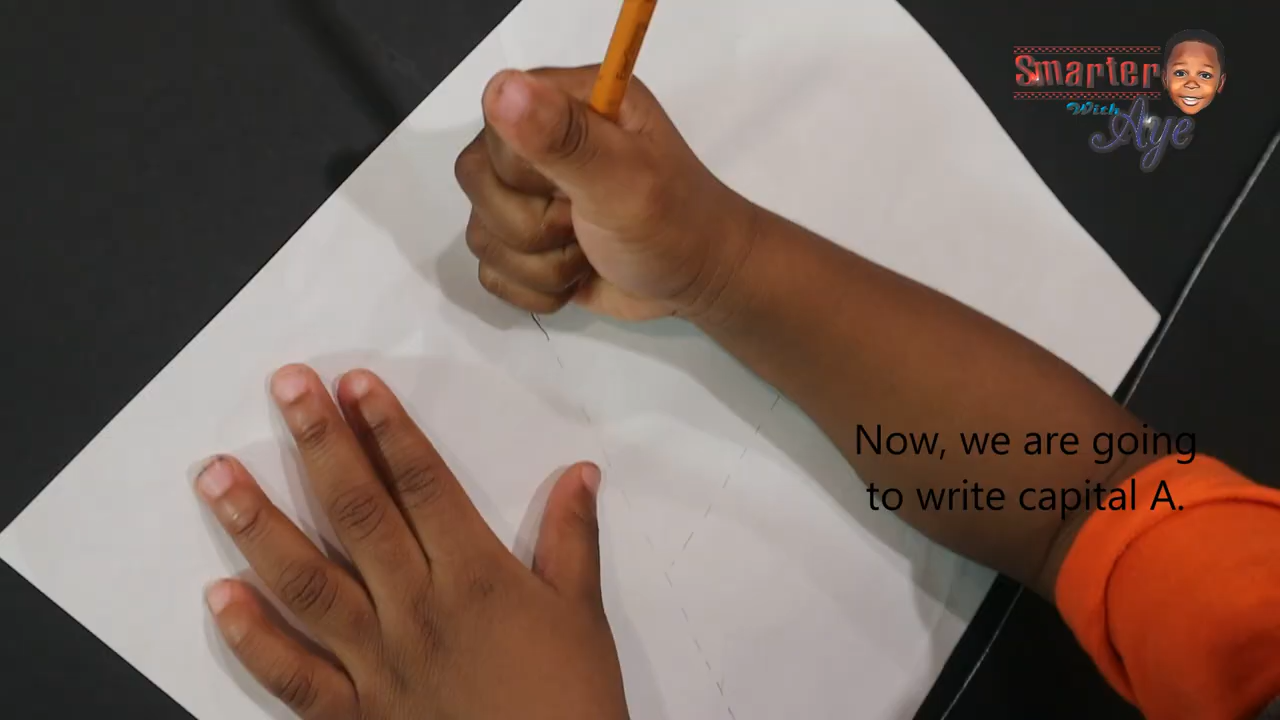 Smarter
With
Aye
Now, we are going
to write capital A.